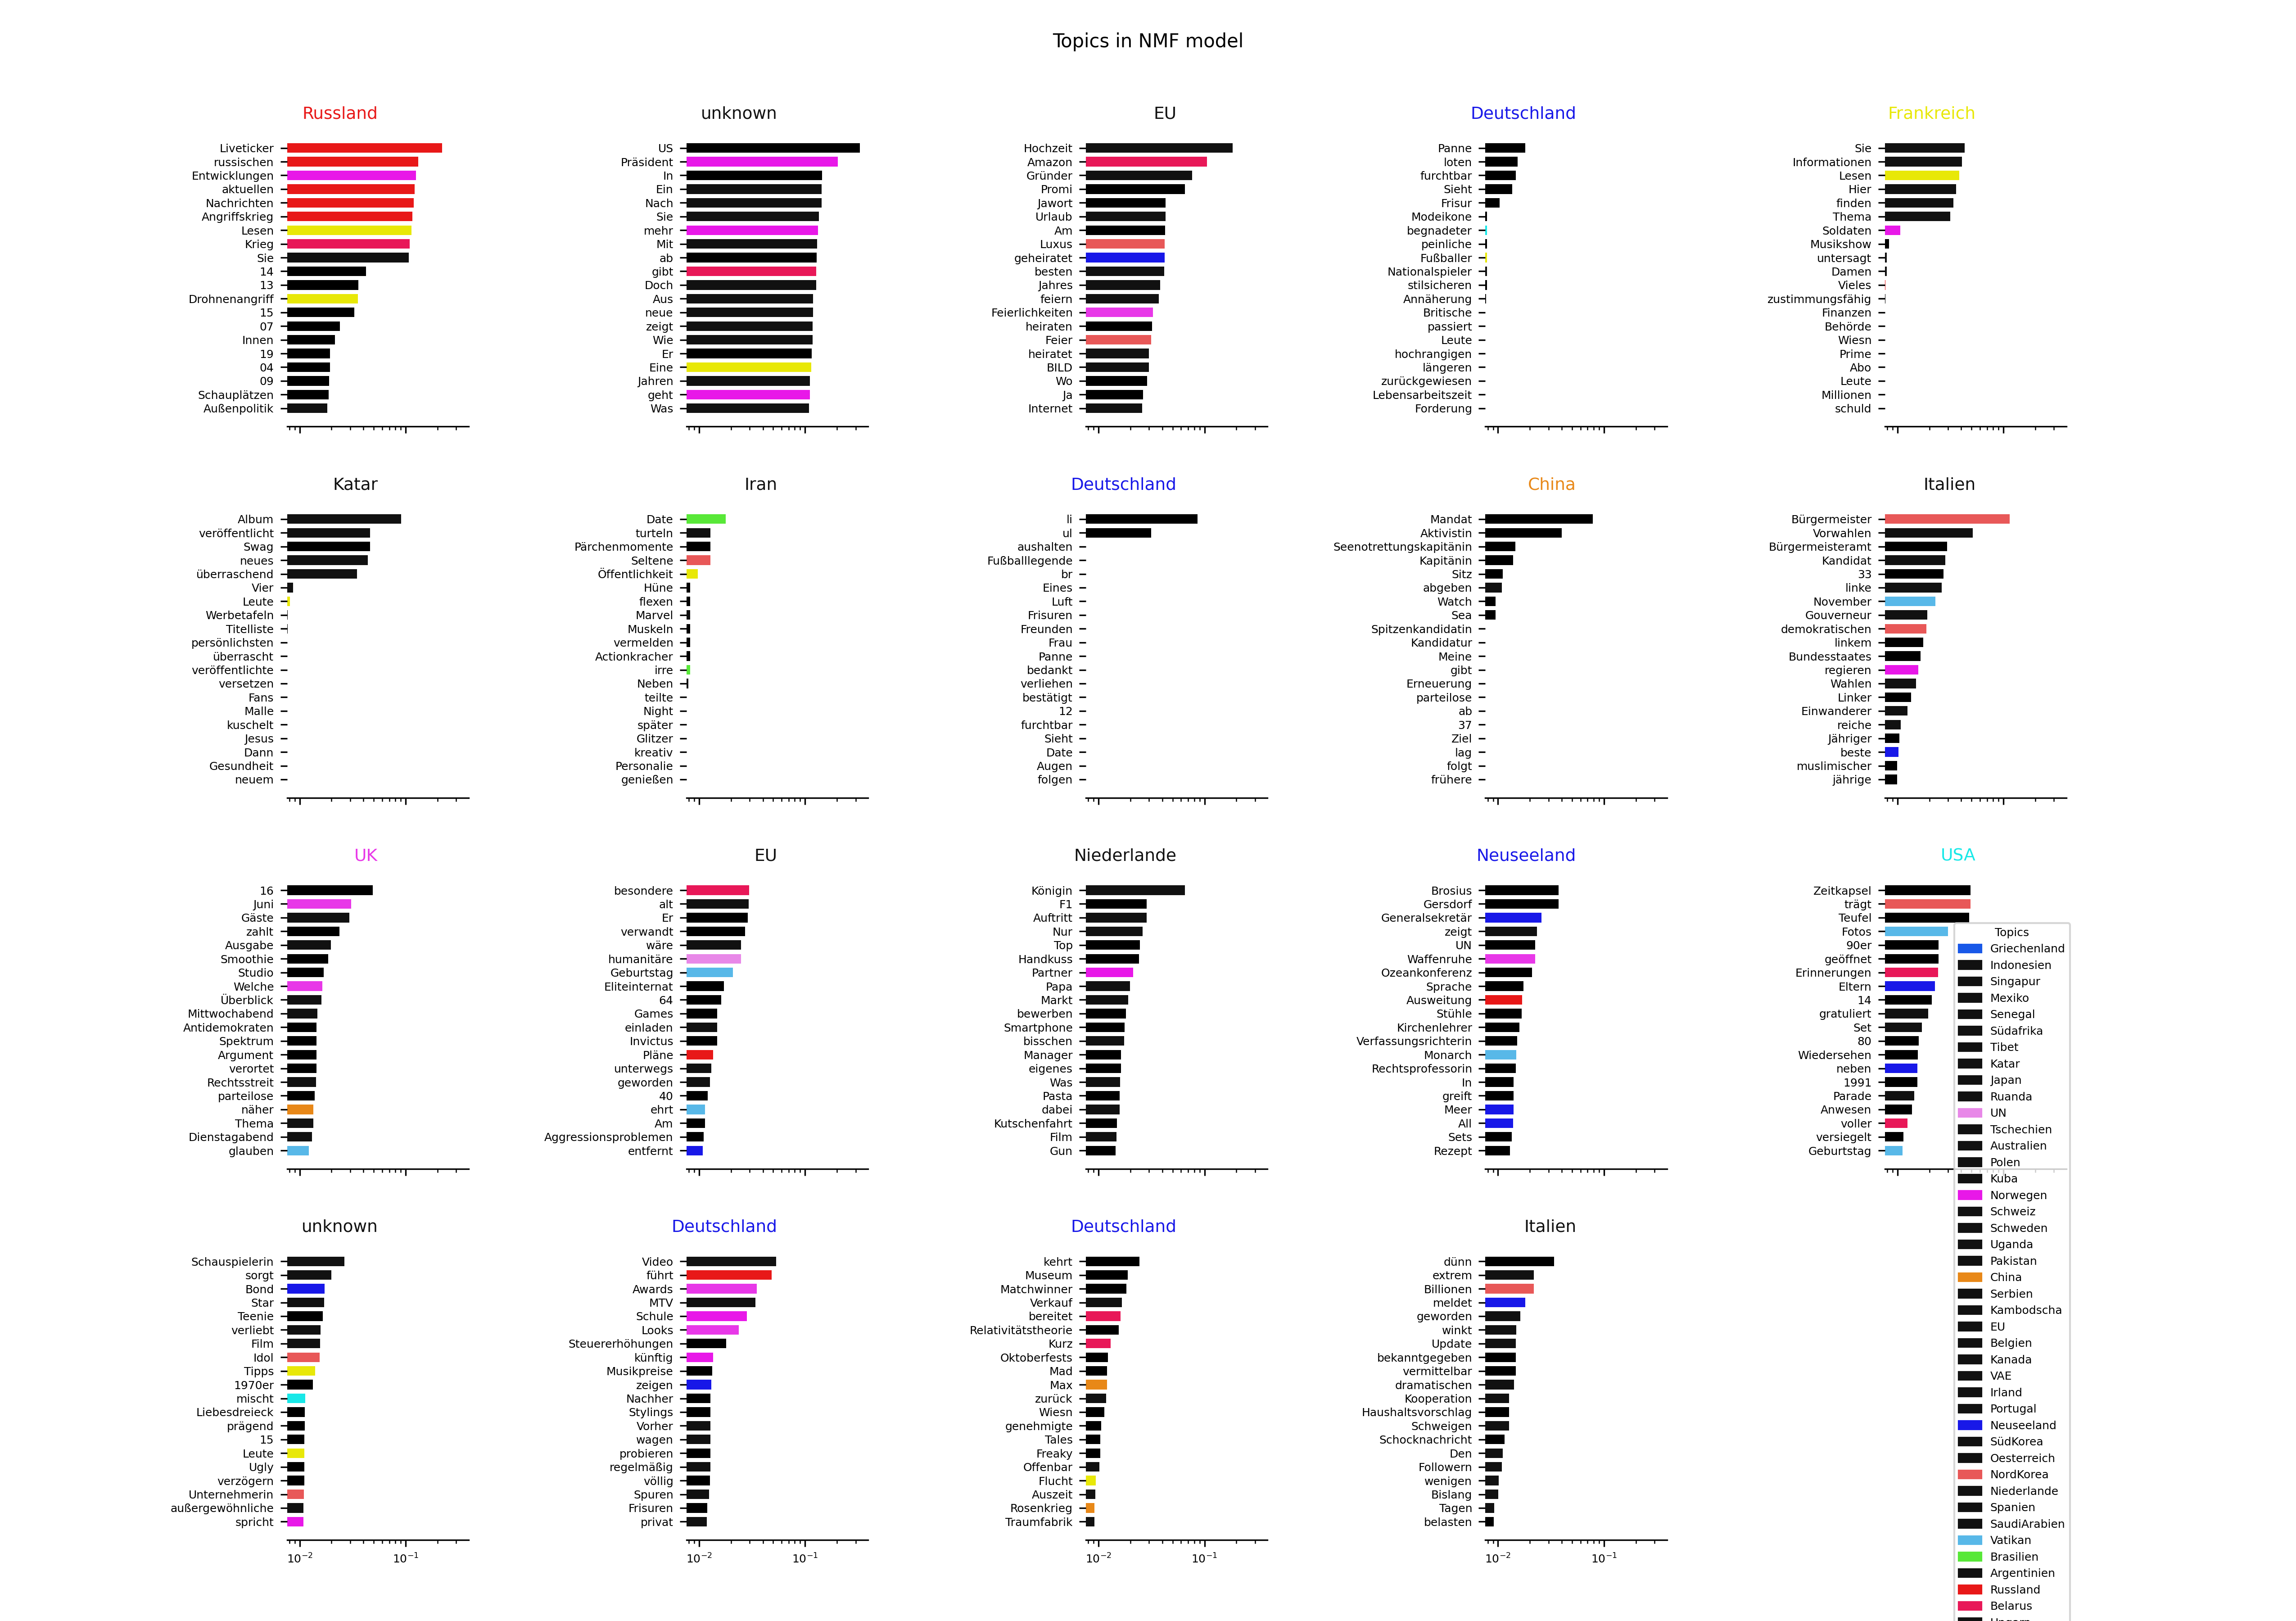 Topics in NMF model
Russland
Liveticker
russischen
Entwicklungen
aktuellen
Nachrichten
Angriffskrieg
Lesen
Krieg
Sie
14
13
Drohnenangriff
15
07
Innen
19
04
09
Schauplätzen
Außenpolitik
unknown
US
Präsident
In
Ein
Nach
Sie
mehr
Mit
ab
gibt
Doch
Aus
neue
zeigt
Wie
Er
Eine
Jahren
geht
Was
EU
Hochzeit
Amazon
Gründer
Promi
Jawort
Urlaub
Am
Luxus
geheiratet
besten
Jahres
feiern
Feierlichkeiten
heiraten
Feier
heiratet
BILD
Wo
Ja
Internet
Deutschland
Panne
loten
furchtbar
Sieht
Frisur
Modeikone
begnadeter
peinliche
Fußballer
Nationalspieler
stilsicheren
Annäherung
Britische
passiert
Leute
hochrangigen
längeren
zurückgewiesen
Lebensarbeitszeit
Forderung
Frankreich
Sie
Informationen
Lesen
Hier
finden
Thema
Soldaten
Musikshow
untersagt
Damen
Vieles
zustimmungsfähig
Finanzen
Behörde
Wiesn
Prime
Abo
Leute
Millionen
schuld
Katar
Album
veröffentlicht
Swag
neues
überraschend
Vier
Leute
Werbetafeln
Titelliste
persönlichsten
überrascht
veröffentlichte
versetzen
Fans
Malle
kuschelt
Jesus
Dann
Gesundheit
neuem
Iran
Date
turteln
Pärchenmomente
Seltene
Öffentlichkeit
Hüne
flexen
Marvel
Muskeln
vermelden
Actionkracher
irre
Neben
teilte
Night
später
Glitzer
kreativ
Personalie
genießen
Deutschland
li
ul
aushalten
Fußballlegende
br
Eines
Luft
Frisuren
Freunden
Frau
Panne
bedankt
verliehen
bestätigt
12
furchtbar
Sieht
Date
Augen
folgen
China
Mandat
Aktivistin
Seenotrettungskapitänin
Kapitänin
Sitz
abgeben
Watch
Sea
Spitzenkandidatin
Kandidatur
Meine
gibt
Erneuerung
parteilose
ab
37
Ziel
lag
folgt
frühere
Italien
Bürgermeister
Vorwahlen
Bürgermeisteramt
Kandidat
33
linke
November
Gouverneur
demokratischen
linkem
Bundesstaates
regieren
Wahlen
Linker
Einwanderer
reiche
Jähriger
beste
muslimischer
jährige
UK
16
Juni
Gäste
zahlt
Ausgabe
Smoothie
Studio
Welche
Überblick
Mittwochabend
Antidemokraten
Spektrum
Argument
verortet
Rechtsstreit
parteilose
näher
Thema
Dienstagabend
glauben
EU
besondere
alt
Er
verwandt
wäre
humanitäre
Geburtstag
Eliteinternat
64
Games
einladen
Invictus
Pläne
unterwegs
geworden
40
ehrt
Am
Aggressionsproblemen
entfernt
Niederlande
Königin
F1
Auftritt
Nur
Top
Handkuss
Partner
Papa
Markt
bewerben
Smartphone
bisschen
Manager
eigenes
Was
Pasta
dabei
Kutschenfahrt
Film
Gun
Neuseeland
Brosius
Gersdorf
Generalsekretär
zeigt
UN
Waffenruhe
Ozeankonferenz
Sprache
Ausweitung
Stühle
Kirchenlehrer
Verfassungsrichterin
Monarch
Rechtsprofessorin
In
greift
Meer
All
Sets
Rezept
USA
Zeitkapsel
trägt
Teufel
Fotos
90er
geöffnet
Erinnerungen
Eltern
14
gratuliert
Set
80
Wiedersehen
neben
1991
Parade
Anwesen
voller
versiegelt
Geburtstag
unknown
Schauspielerin
sorgt
Bond
Star
Teenie
verliebt
Film
Idol
Tipps
1970er
mischt
Liebesdreieck
prägend
15
Leute
Ugly
verzögern
Unternehmerin
außergewöhnliche
spricht
10⁻² 10⁻¹
Deutschland
Video
führt
Awards
MTV
Schule
Looks
Steuererhöhungen
künftig
Musikpreise
zeigen
Nachher
Stylings
Vorher
wagen
probieren
regelmäßig
völlig
Spuren
Frisuren
privat
10⁻² 10⁻¹
Deutschland
kehrt
Museum
Matchwinner
Verkauf
bereitet
Relativitätstheorie
Kurz
Oktoberfests
Mad
Max
zurück
Wiesn
genehmigte
Tales
Freaky
Offenbar
Flucht
Auszeit
Rosenkrieg
Traumfabrik
10⁻² 10⁻¹
Italien
dünn
extrem
Billionen
meldet
geworden
winkt
Update
bekanntgegeben
vermittelbar
dramatischen
Kooperation
Haushaltsvorschlag
Schweigen
Schocknachricht
Den
Followern
wenigen
Bislang
Tagen
belasten
10⁻² 10⁻¹
Topics
Griechenland
Indonesien
Singapur
Mexiko
Senegal
Südafrika
Tibet
Katar
Japan
Ruanda
UN
Tschechien
Australien
Polen
Kuba
Norwegen
Schweiz
Schweden
Uganda
Pakistan
China
Serbien
Kambodscha
EU
Belgien
Kanada
VAE
Irland
Portugal
Neuseeland
SüdKorea
Oesterreich
NordKorea
Niederlande
Spanien
SaudiArabien
Vatikan
Brasilien
Argentinien
Russland
Belarus